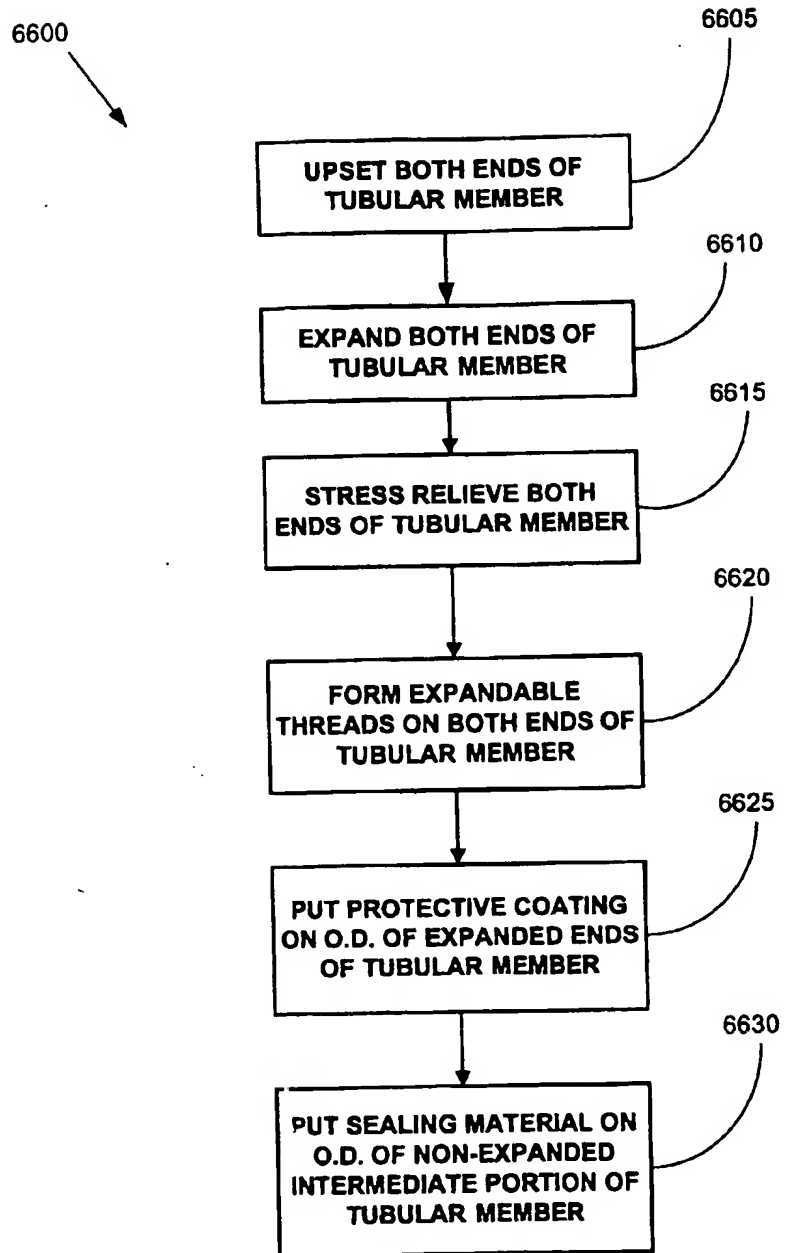 6600
6605
UPSET BOTH ENDS OF
TUBULAR MEMBER
6610
EXPAND BOTH ENDS OF
TUBULAR MEMBER
6615
STRESS RELIEVE BOTH
ENDS OF TUBULAR MEMBER
6620
FORM EXPANDABLE
THREADS ON BOTH ENDS OF
TUBULAR MEMBER
6625
PUT PROTECTIVE COATING
ON O.D. OF EXPANDED ENDS
OF TUBULAR MEMBER
6630
PUT SEALING MATERIAL ON
O.D. OF NON-EXPANDED
INTERMEDIATE PORTION OF
TUBULAR MEMBER